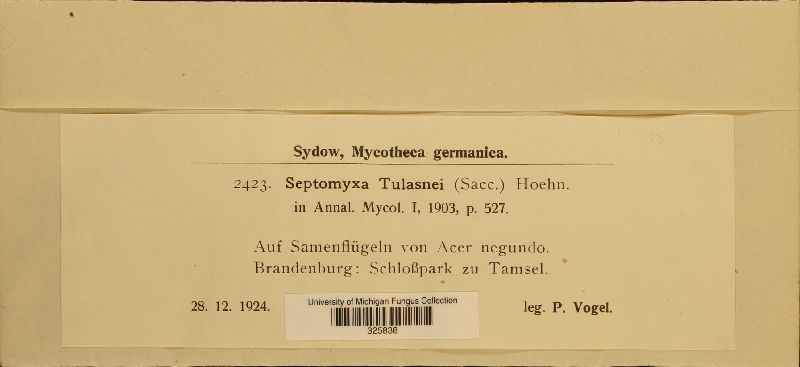 Sydow, Mycotheca germanica.
2423. Septomyxa Tulasnei (Sacc.) Hoehn.
in Annal. Mycol. I, 1903, p. 527.
Auf Samenflügeln von Acer negundo.
Brandenburg: Schloßpark zu Tamsel.
28. 12. 1924. leg. P. Vogel.
University of Michigan Fungus Collection
325838